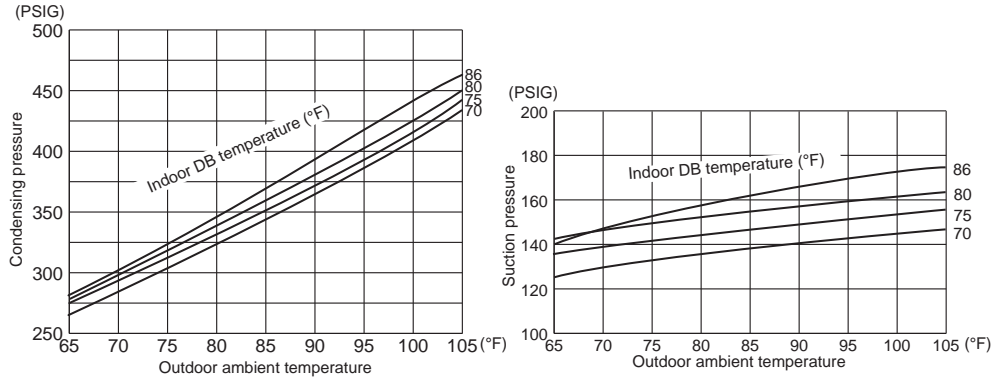 (PSIG)
500
450
400
350
300
250
Condensing pressure
Indoor DB temperature (°F)
86
80
75
70
65 70 75 80 85 90 95 100 105 (°F)
Outdoor ambient temperature
(PSIG)
200
180
160
140
120
100
Suction pressure
Indoor DB temperature (°F)
86
80
75
70
65 70 75 80 85 90 95 100 105 (°F)
Outdoor ambient temperature